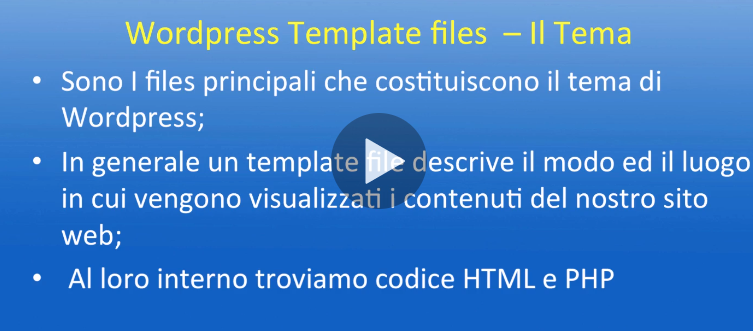 Wordpress Template files – Il Tema
• Sono I files principali che costituiscono il tema di
Wordpress;
• In generale un template file descrive il modo ed il luogo
in cui vengono visualizzati i contenuti del nostro sito
web;
• Al loro interno troviamo codice HTML e PHP